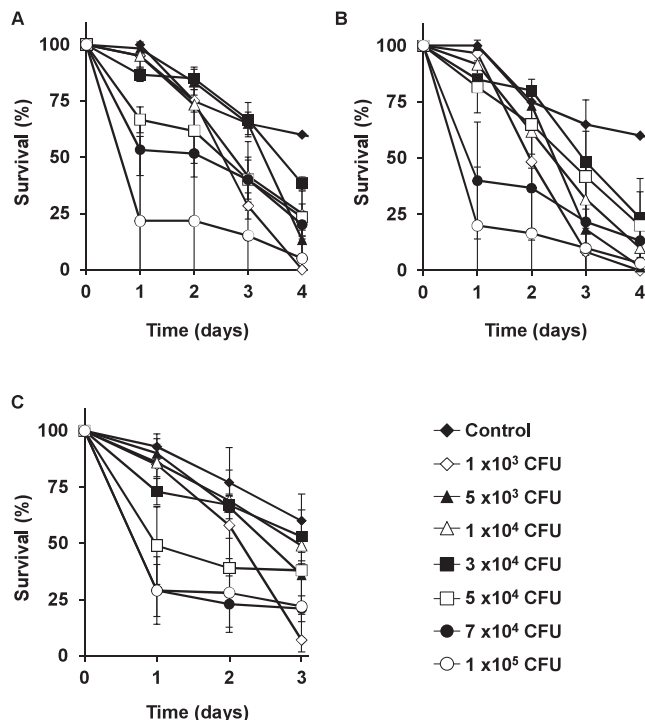 A
100
75
50
25
0
Survival (%)
0 1 2 3 4
Time (days)
B
100
75
50
25
0
Survival (%)
0 1 2 3 4
Time (days)
C
100
75
50
25
0
Survival (%)
0 1 2 3
Time (days)
Control
1 x10³ CFU
5 x10³ CFU
1 x10⁴ CFU
3 x10⁴ CFU
5 x10⁴ CFU
7 x10⁴ CFU
1 x10⁵ CFU